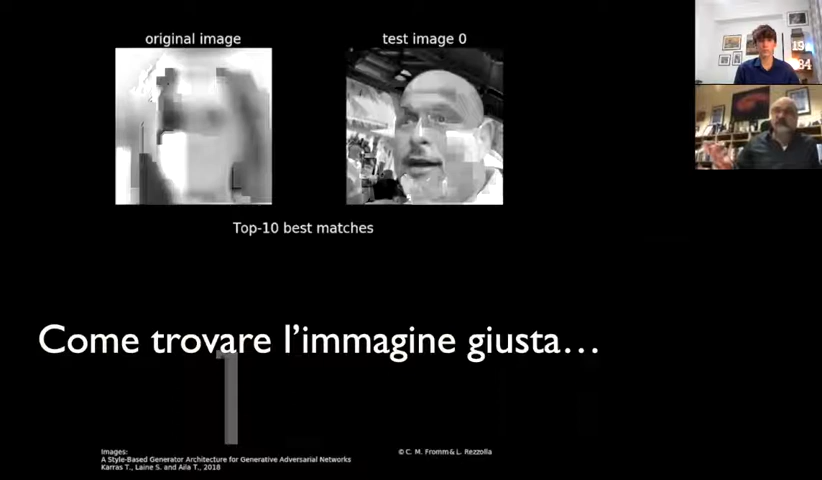 original image
test image 0
Top-10 best matches
Come trovare l’immagine giusta…
1
Images:
A Style-Based Generator Architecture for Generative Adversarial Networks
Karras T., Laine S. and Aila T., 2018
© C. M. Fromm & L. Rezzolla